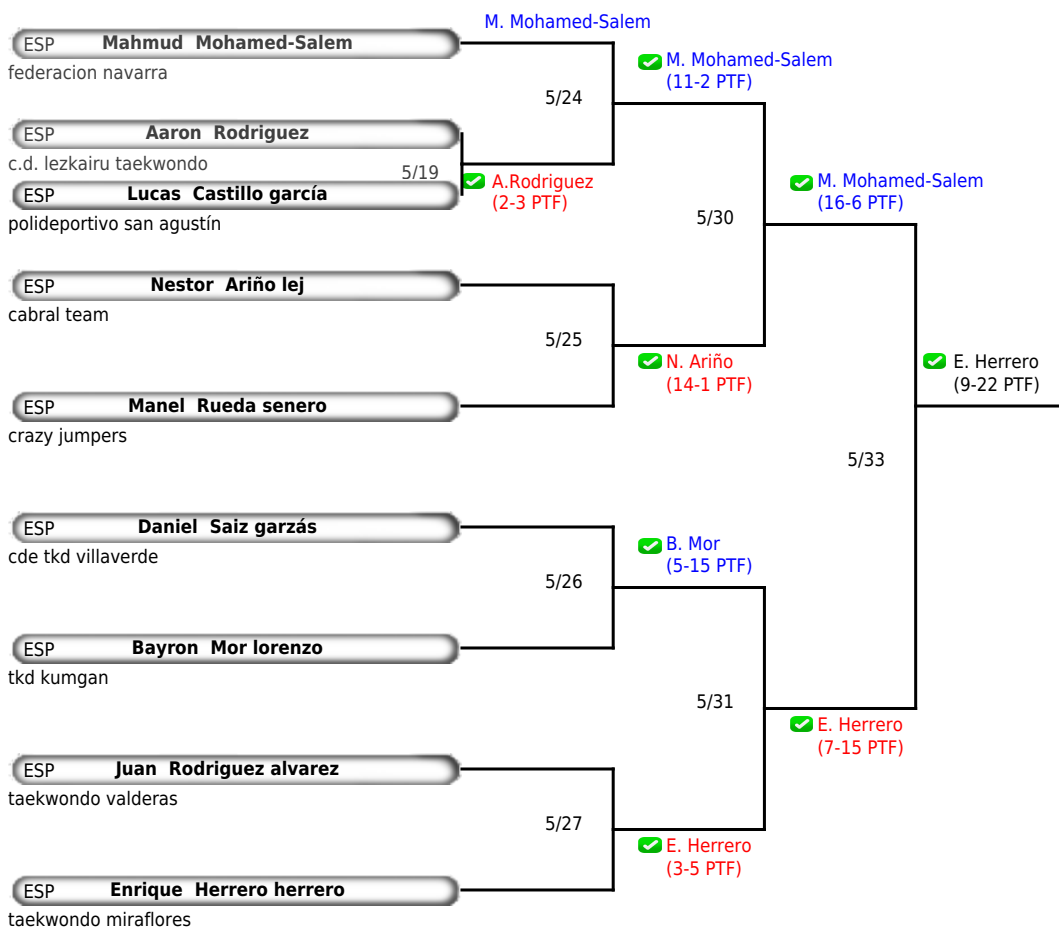 M. Mohamed-Salem
ESP Mahmud Mohamed-Salem
federacion navarra
M. Mohamed-Salem
(11-2 PTF)
5/24
ESP Aaron Rodriguez
c.d. lezkairu taekwondo
5/19
A.Rodriguez
(2-3 PTF)
ESP Lucas Castillo garcía
polideportivo san agustín
M. Mohamed-Salem
(16-6 PTF)
5/30
ESP Nestor Ariño lej
cabral team
5/25
N. Ariño
(14-1 PTF)
E. Herrero
(9-22 PTF)
ESP Manel Rueda senero
crazy jumpers
5/33
ESP Daniel Saiz garzás
cde tkd villaverde
B. Mor
(5-15 PTF)
5/26
ESP Bayron Mor lorenzo
tkd kumgan
5/31
E. Herrero
(7-15 PTF)
ESP Juan Rodriguez alvarez
taekwondo valderas
5/27
E. Herrero
(3-5 PTF)
ESP Enrique Herrero herrero
taekwondo miraflores